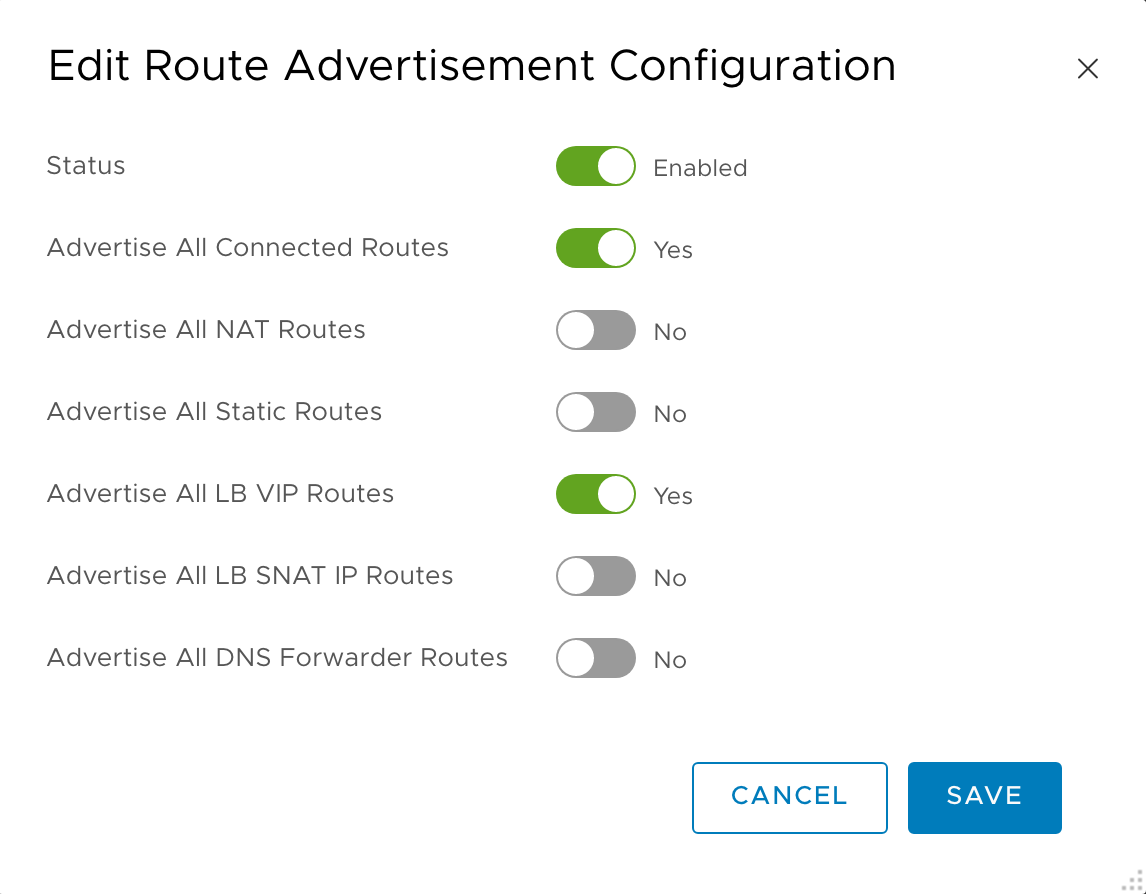 Edit Route Advertisement Configuration
Status Enabled
Advertise All Connected Routes Yes
Advertise All NAT Routes No
Advertise All Static Routes No
Advertise All LB VIP Routes Yes
Advertise All LB SNAT IP Routes No
Advertise All DNS Forwarder Routes No
CANCEL SAVE